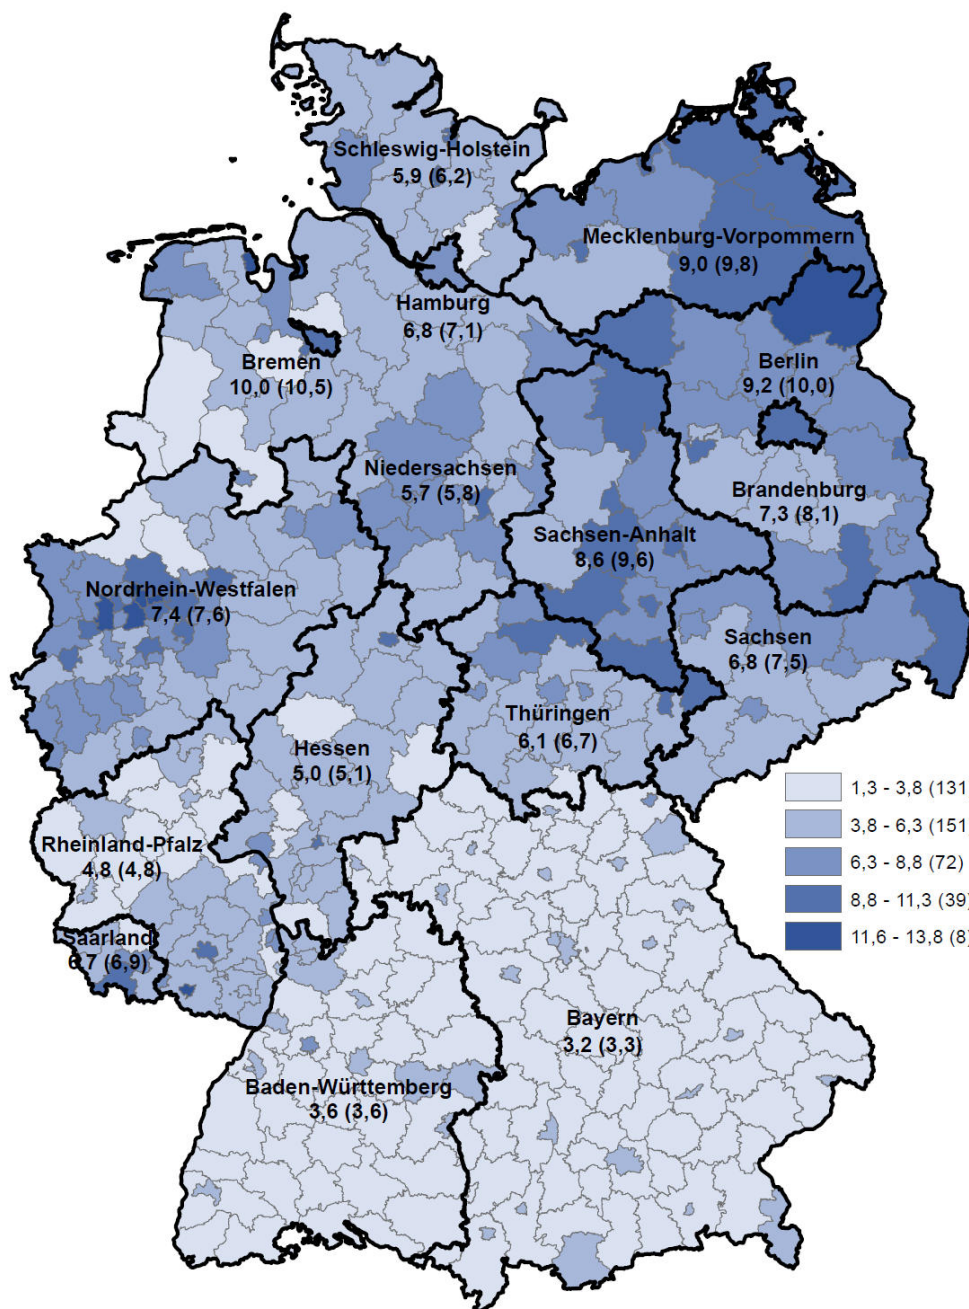 Schleswig-Holstein
5,9 (6,2)
Mecklenburg-Vorpommern
9,0 (9,8)
Hamburg
6,8 (7,1)
Bremen
10,0 (10,5)
Berlin
9,2 (10,0)
Niedersachsen
5,7 (5,8)
Brandenburg
7,3 (8,1)
Sachsen-Anhalt
8,6 (9,6)
Nordrhein-Westfalen
7,4 (7,6)
Sachsen
6,8 (7,5)
Thüringen
6,1 (6,7)
Hessen
5,0 (5,1)
Rheinland-Pfalz
4,8 (4,8)
Saarland
6,7 (6,9)
Bayern
3,2 (3,3)
Baden-Württemberg
3,6 (3,6)
1,3 - 3,8 (131
3,8 - 6,3 (151
6,3 - 8,8 (72)
8,8 - 11,3 (39)
11,6 - 13,8 (8)